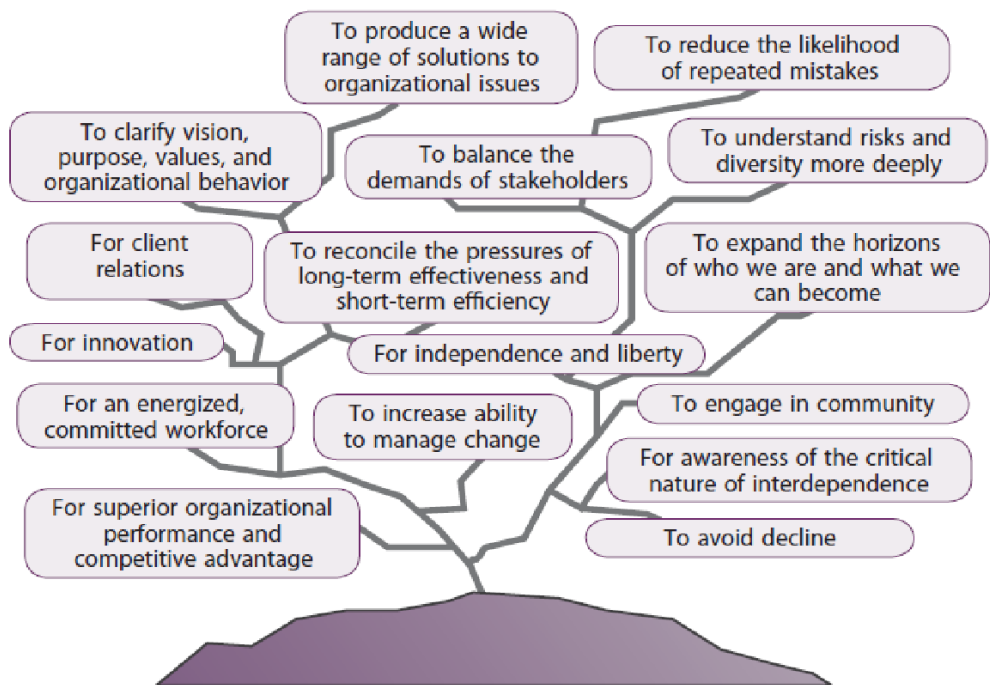 To produce a wide
range of solutions to
organizational issues
To reduce the likelihood
of repeated mistakes
To clarify vision,
purpose, values, and
organizational behavior
To balance the
demands of stakeholders
To understand risks and
diversity more deeply
For client
relations
To reconcile the pressures of
long-term effectiveness and
short-term efficiency
To expand the horizons
of who we are and what we
can become
For innovation
For independence and liberty
For an energized,
committed workforce
To increase ability
to manage change
To engage in community
For awareness of the critical
nature of interdependence
For superior organizational
performance and
competitive advantage
To avoid decline